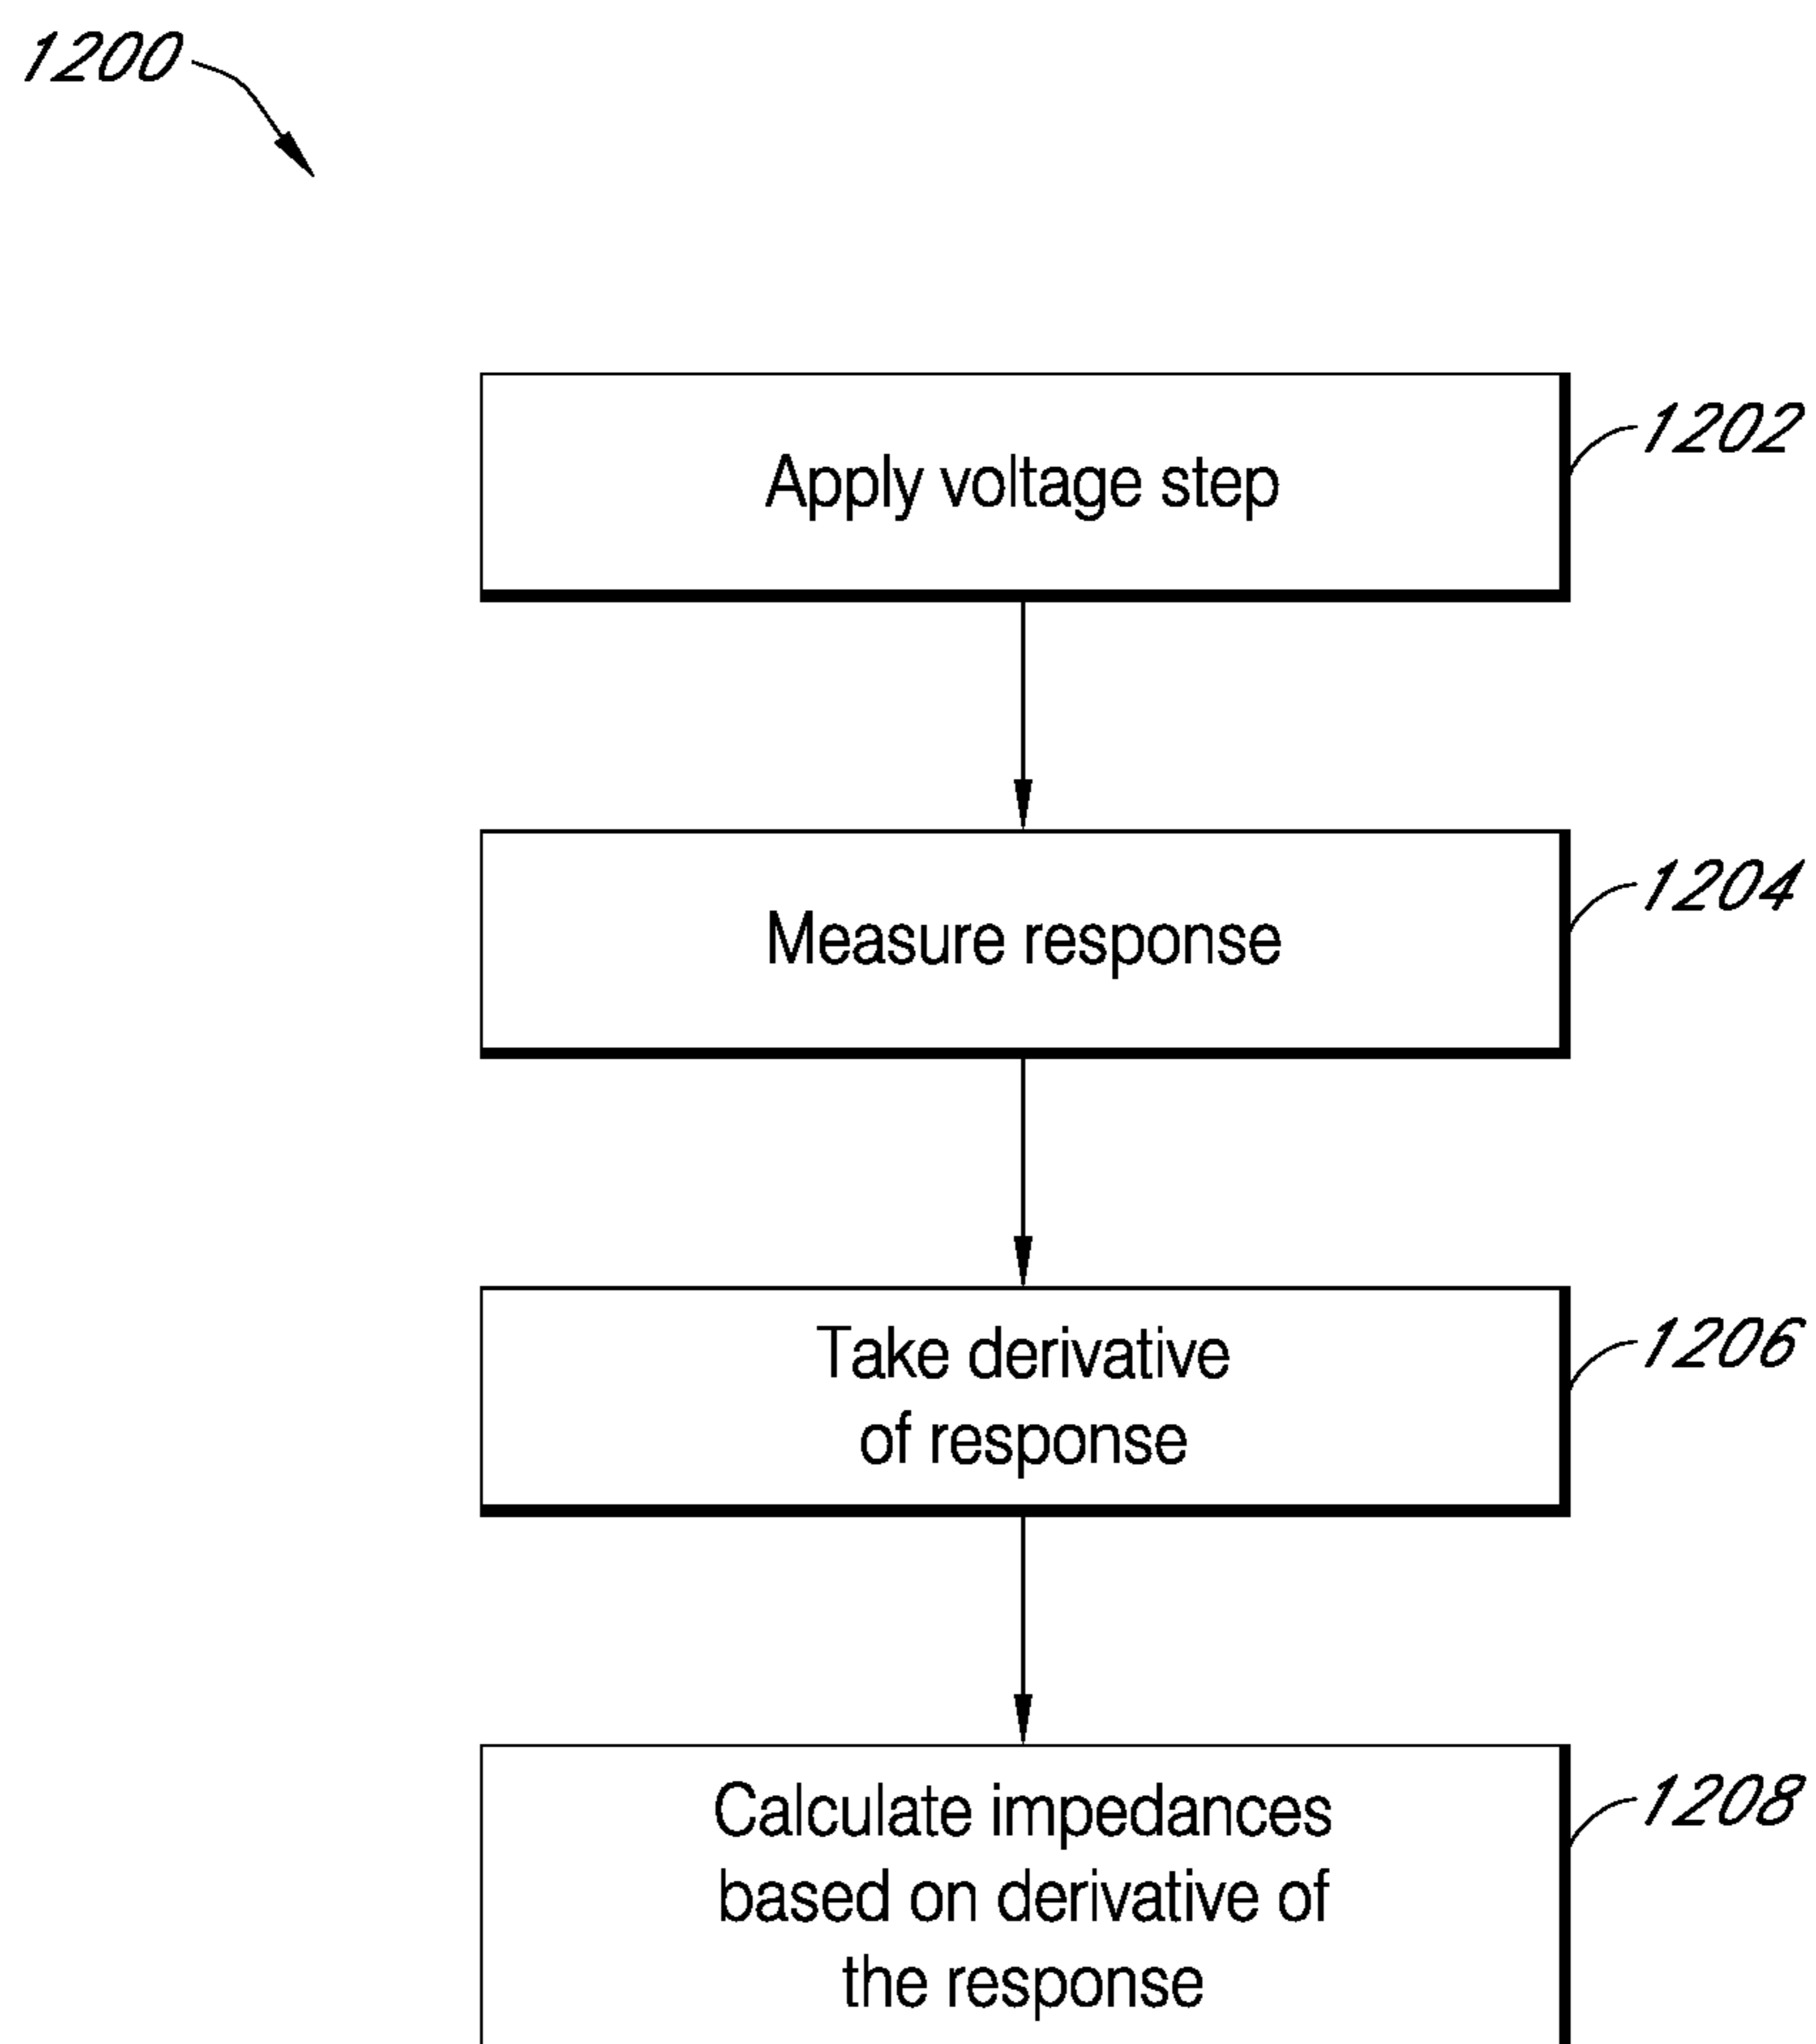 1200
Apply voltage step
1202
Measure response
1204
Take derivative
of response
1206
Calculate impedances
based on derivative of
the response
1208